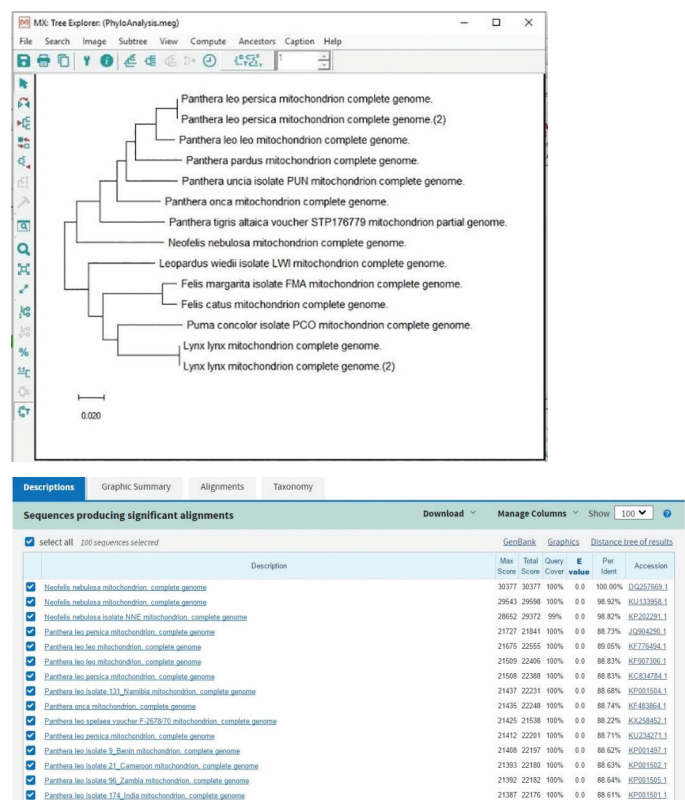 MX: Tree Explorer: (PhyloAnalysis.meg)
File Search Image Subtree View Compute Ancestors Caption Help
1
Panthera leo persica mitochondrion complete genome.
Panthera leo persica mitochondrion complete genome.(2)
Panthera leo leo mitochondrion complete genome.
Panthera pardus mitochondrion complete genome.
Panthera uncia isolate PUN mitochondrion complete genome.
Panthera onca mitochondrion complete genome.
Panthera tigris altaica voucher STP176779 mitochondrion partial genome.
Neofelis nebulosa mitochondrion complete genome.
Leopardus wiedii isolate LWI mitochondrion complete genome.
Felis margarita isolate FMA mitochondrion complete genome.
Felis catus mitochondrion complete genome.
Puma concolor isolate PCO mitochondrion complete genome.
Lynx lynx mitochondrion complete genome.
Lynx lynx mitochondrion complete genome.(2)
0.020
Descriptions Graphic Summary Alignments Taxonomy
Sequences producing significant alignments Download Manage Columns Show 100
select all 100 sequences selected GenBank Graphics Distance tree of results
Description Max Score Total Score Query Cover E value Per. Ident Accession
Neofelis nebulosa mitochondrion, complete genome 30377 30377 100% 0.0 100.00% DQ257669.1
Neofelis nebulosa mitochondrion, complete genome 29543 29598 100% 0.0 98.92% KU133958.1
Neofelis nebulosa isolate NNE mitochondrion, complete genome 28652 29372 99% 0.0 98.82% KP202291.1
Panthera leo persica mitochondrion, complete genome 21727 21841 100% 0.0 88.73% JQ904290.1
Panthera leo leo mitochondrion, complete genome 21675 22555 100% 0.0 89.05% KF776494.1
Panthera leo leo mitochondrion, complete genome 21509 22406 100% 0.0 88.83% KF907306.1
Panthera leo persica mitochondrion, complete genome 21508 22388 100% 0.0 88.83% KC834784.1
Panthera leo isolate 131_Namibia mitochondrion, complete genome 21437 22231 100% 0.0 88.68% KP001504.1
Panthera onca mitochondrion, complete genome 21435 22248 100% 0.0 88.74% KF483864.1
Panthera leo spelaea voucher F-2678/70 mitochondrion, complete genome 21425 21538 100% 0.0 88.22% KX258452.1
Panthera leo persica mitochondrion, complete genome 21412 22201 100% 0.0 88.71% KU234271.1
Panthera leo isolate 9_Benin mitochondrion, complete genome 21408 22197 100% 0.0 88.62% KP001497.1
Panthera leo isolate 21_Cameroon mitochondrion, complete genome 21393 22180 100% 0.0 88.63% KP001502.1
Panthera leo isolate 96_Zambia mitochondrion, complete genome 21392 22182 100% 0.0 88.64% KP001505.1
Panthera leo isolate 174_India mitochondrion, complete genome 21387 22176 100% 0.0 88.61% KP001501.1